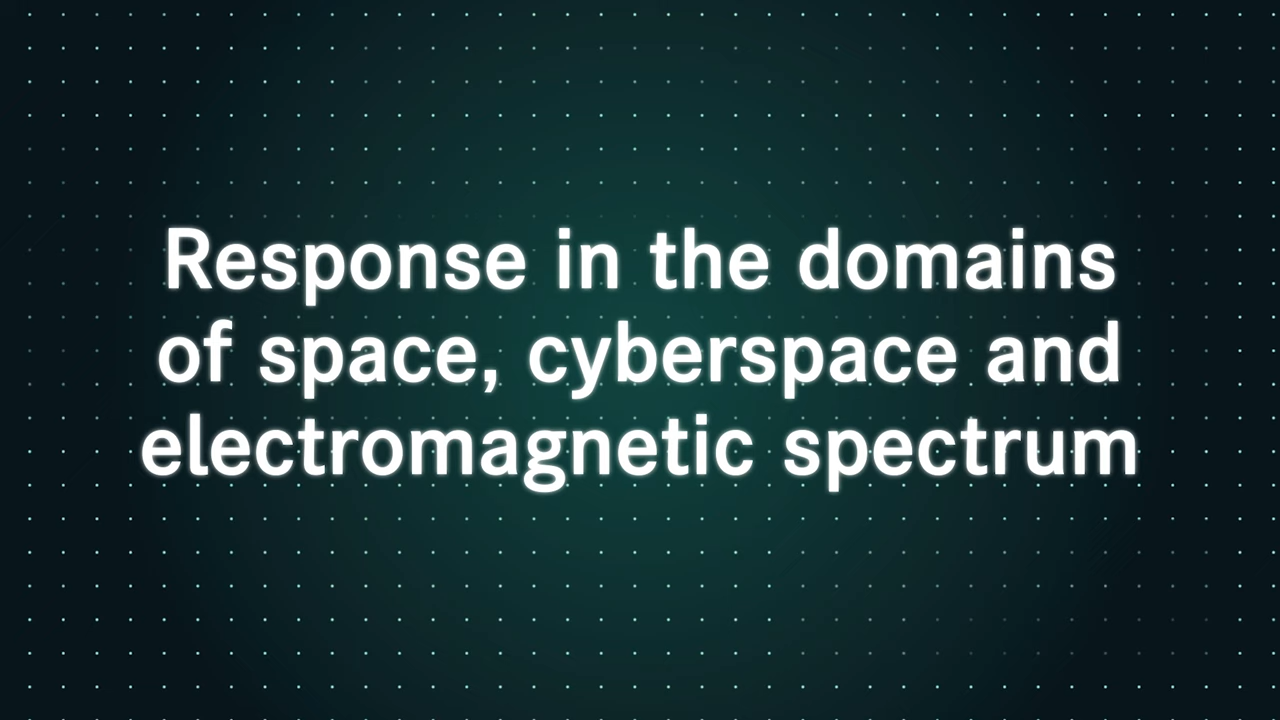 Response in the domains
of space, cyberspace and
electromagnetic spectrum